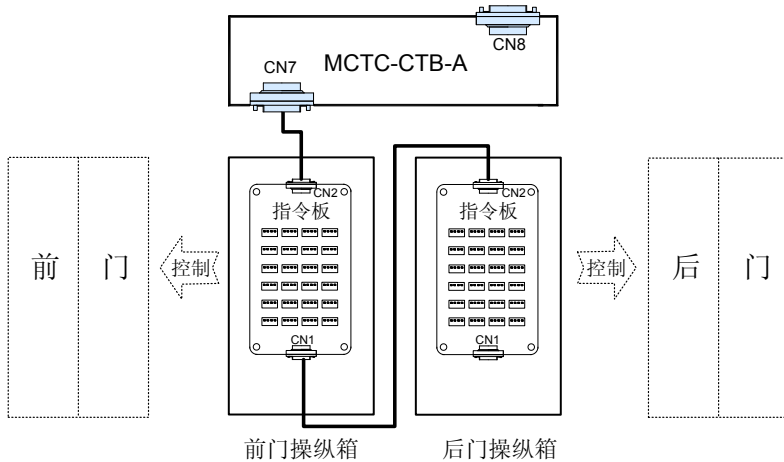 CN8
CN7 MCTC-CTB-A
CN2 CN2
指令板 指令板
前 门 控制 控制 后 门
CN1 CN1
前门操纵箱 后门操纵箱